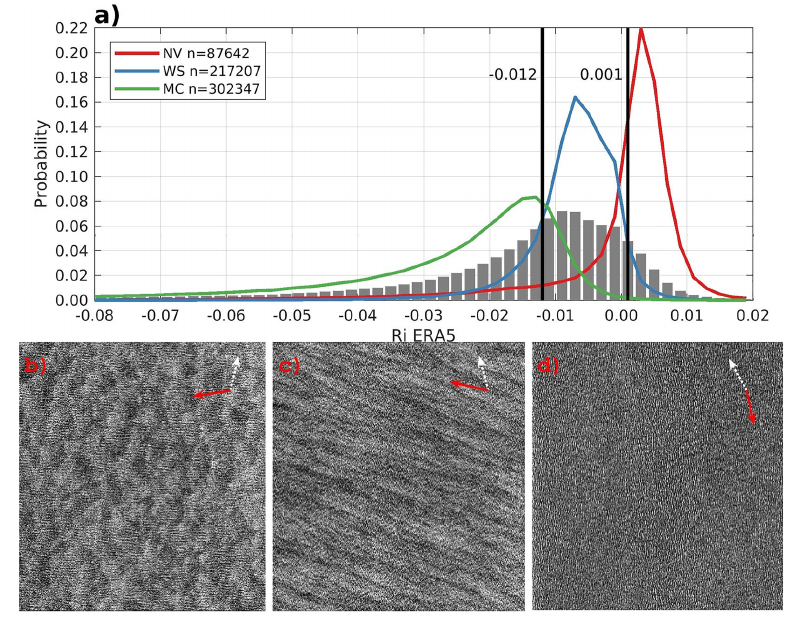 a)
0.22
0.20
0.18
0.16
0.14
0.12
0.10
0.08
0.06
0.04
0.02
0.00
Probability
NV n=87642
WS n=217207
MC n=302347
-0.012
0.001
-0.08
-0.07
-0.06
-0.05
-0.04
-0.03
-0.02
-0.01
0.00
0.01
0.02
Ri ERA5
b)
c)
d)